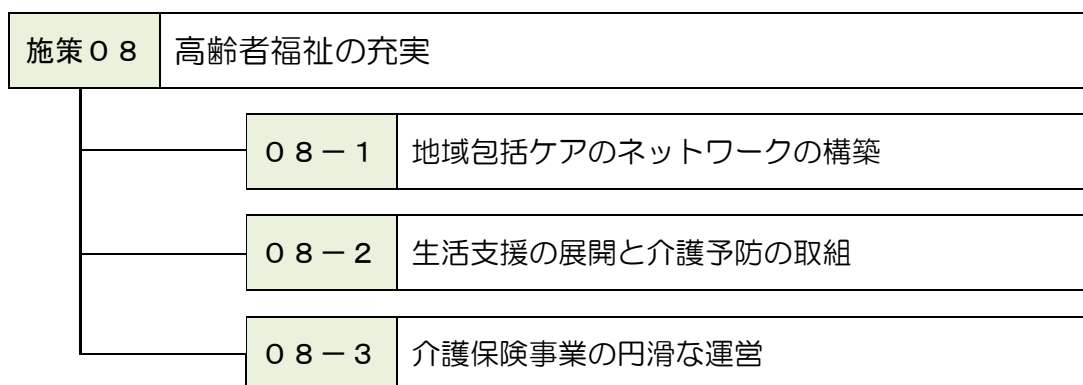 施策０８ 高齢者福祉の充実
０８－１ 地域包括ケアのネットワークの構築
０８－２ 生活支援の展開と介護予防の取組
０８－３ 介護保険事業の円滑な運営